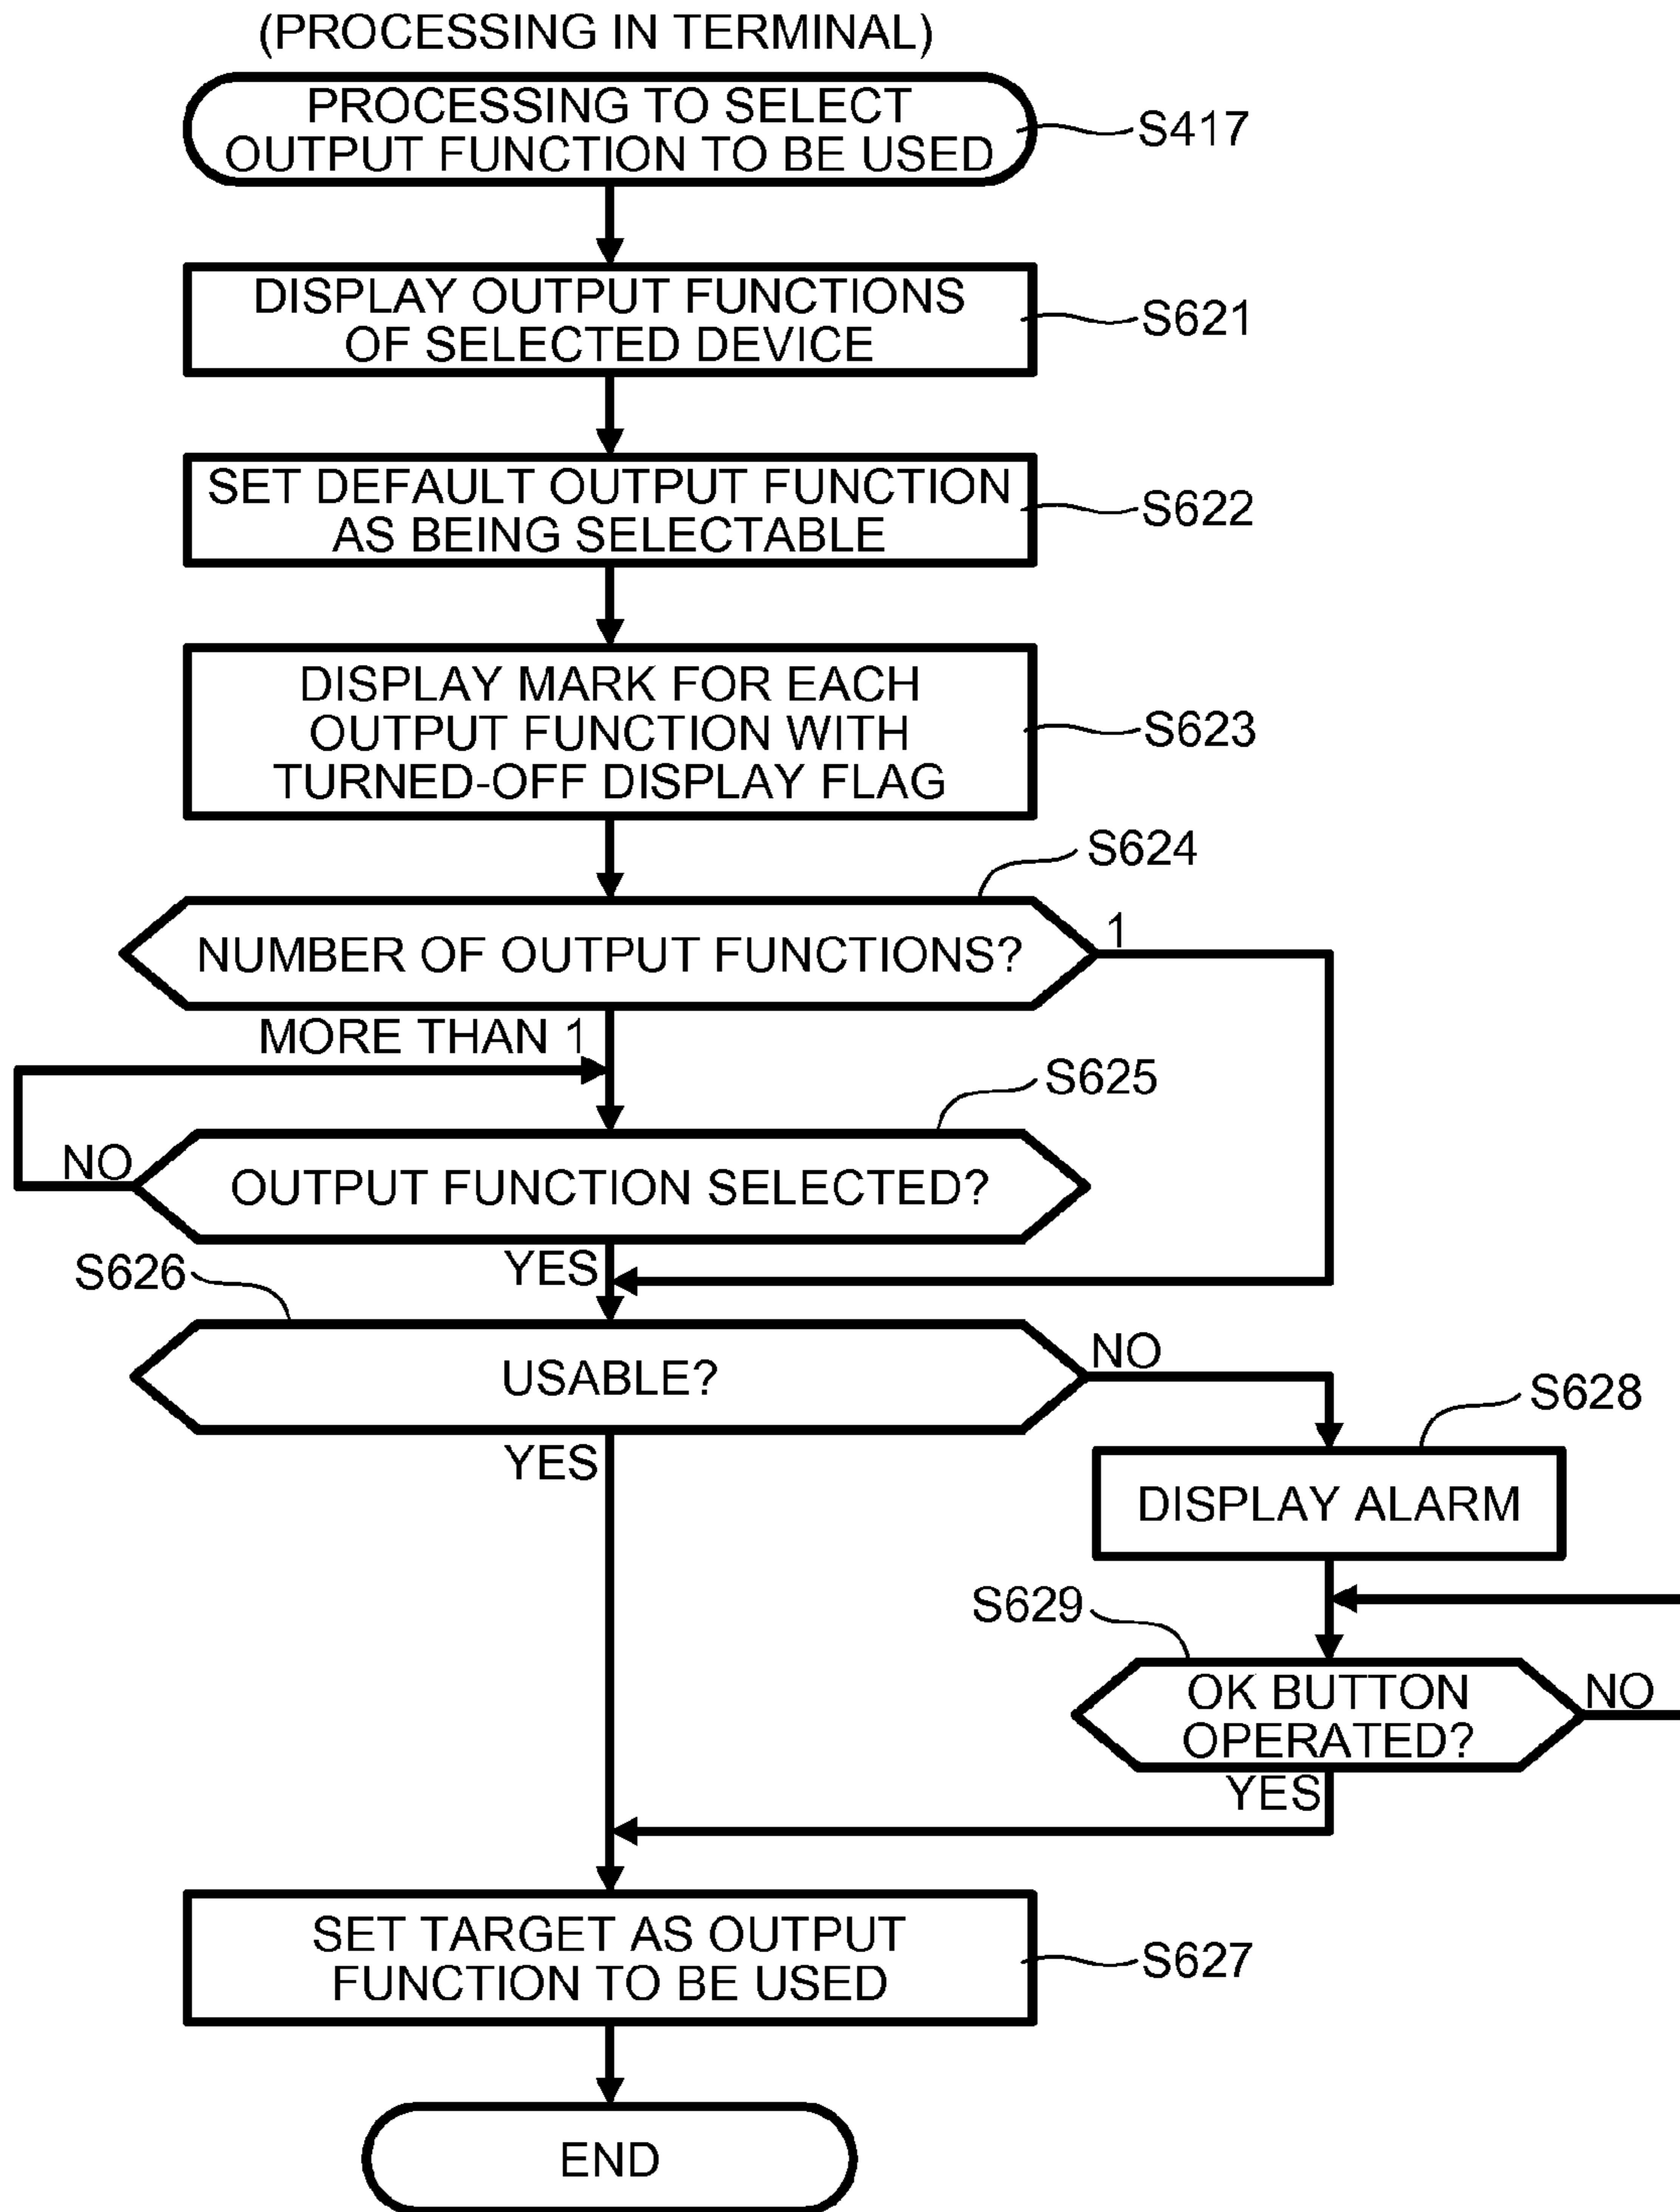 (PROCESSING IN TERMINAL)
PROCESSING TO SELECT
OUTPUT FUNCTION TO BE USED
S417
DISPLAY OUTPUT FUNCTIONS
OF SELECTED DEVICE
S621
SET DEFAULT OUTPUT FUNCTION
AS BEING SELECTABLE
S622
DISPLAY MARK FOR EACH
OUTPUT FUNCTION WITH
TURNED-OFF DISPLAY FLAG
S623
S624
NUMBER OF OUTPUT FUNCTIONS?
1
MORE THAN 1
S625
NO
OUTPUT FUNCTION SELECTED?
YES
S626
USABLE?
NO
YES
S628
DISPLAY ALARM
S629
OK BUTTON
OPERATED?
NO
YES
SET TARGET AS OUTPUT
FUNCTION TO BE USED
S627
END